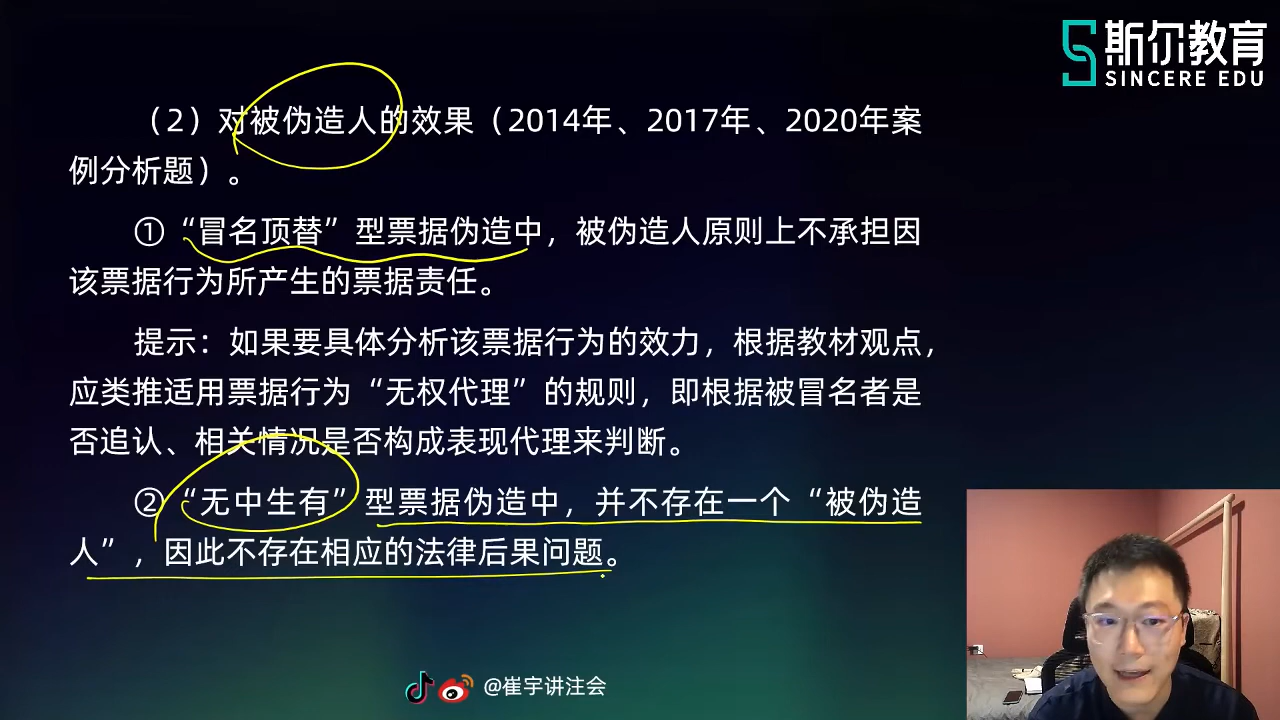 斯尔教育
SINCERE EDU
（2）对被伪造人的效果（2014年、2017年、2020年案
例分析题）。
①“冒名顶替”型票据伪造中，被伪造人原则上不承担因
该票据行为所产生的票据责任。
提示：如果要具体分析该票据行为的效力，根据教材观点，
应类推适用票据行为“无权代理”的规则，即根据被冒名者是
否追认、相关情况是否构成表现代理来判断。
②“无中生有”型票据伪造中，并不存在一个“被伪造
人”，因此不存在相应的法律后果问题。
@崔宇讲注会